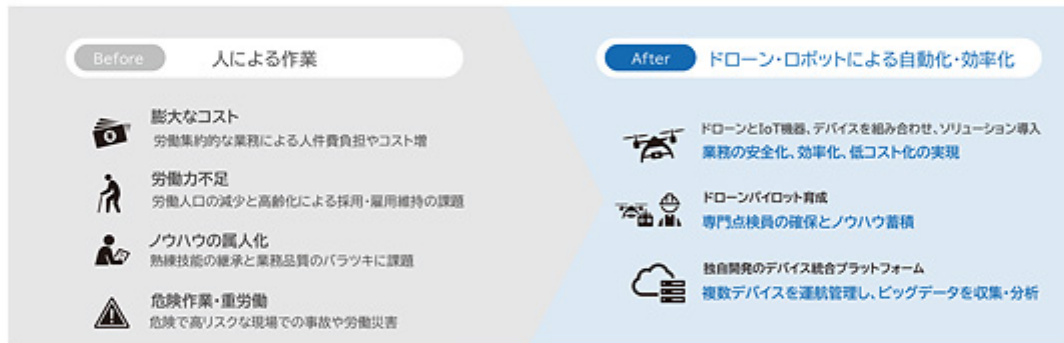 Before
人による作業
膨大なコスト
労働集約的な業務による人件費負担やコスト増
労働力不足
労働人口の減少と高齢化による採用・雇用維持の課題
ノウハウの属人化
熟練技能の継承と業務品質のバラツキに課題
危険作業・重労働
危険で高リスクな現場での事故や労働災害
After
ドローン・ロボットによる自動化・効率化
ドローンとIoT機器、デバイスを組み合わせ、ソリューション導入
業務の安全化、効率化、低コスト化の実現
ドローンパイロット育成
専門点検員の確保とノウハウ蓄積
独自開発のデバイス統合プラットフォーム
複数デバイスを運航管理し、ビッグデータを収集・分析